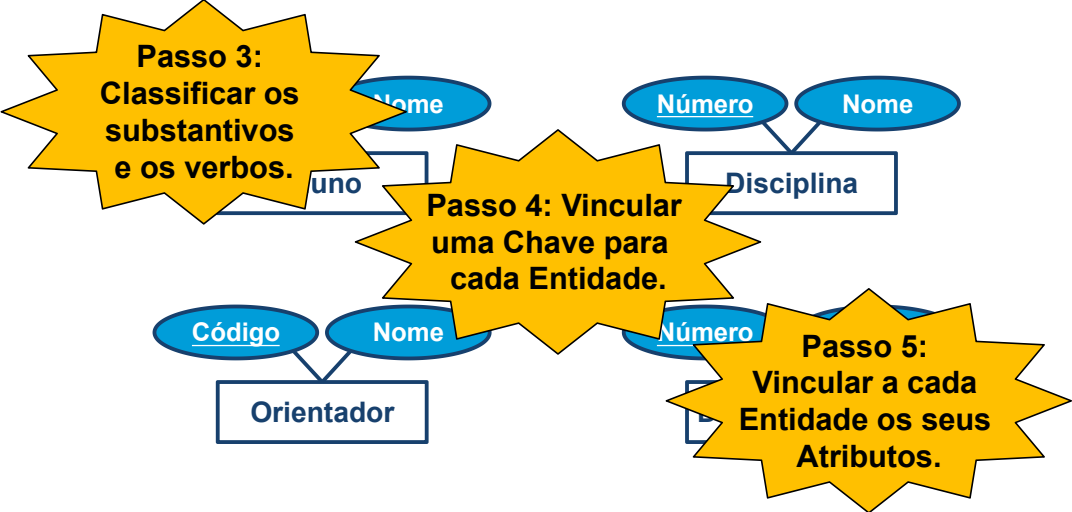 Passo 3:
Classificar os
substantivos
e os verbos.
Nome
Número
Nome
uno
Disciplina
Passo 4: Vincular
uma Chave para
cada Entidade.
Código
Nome
Número
Orientador
Passo 5:
Vincular a cada
Entidade os seus
Atributos.